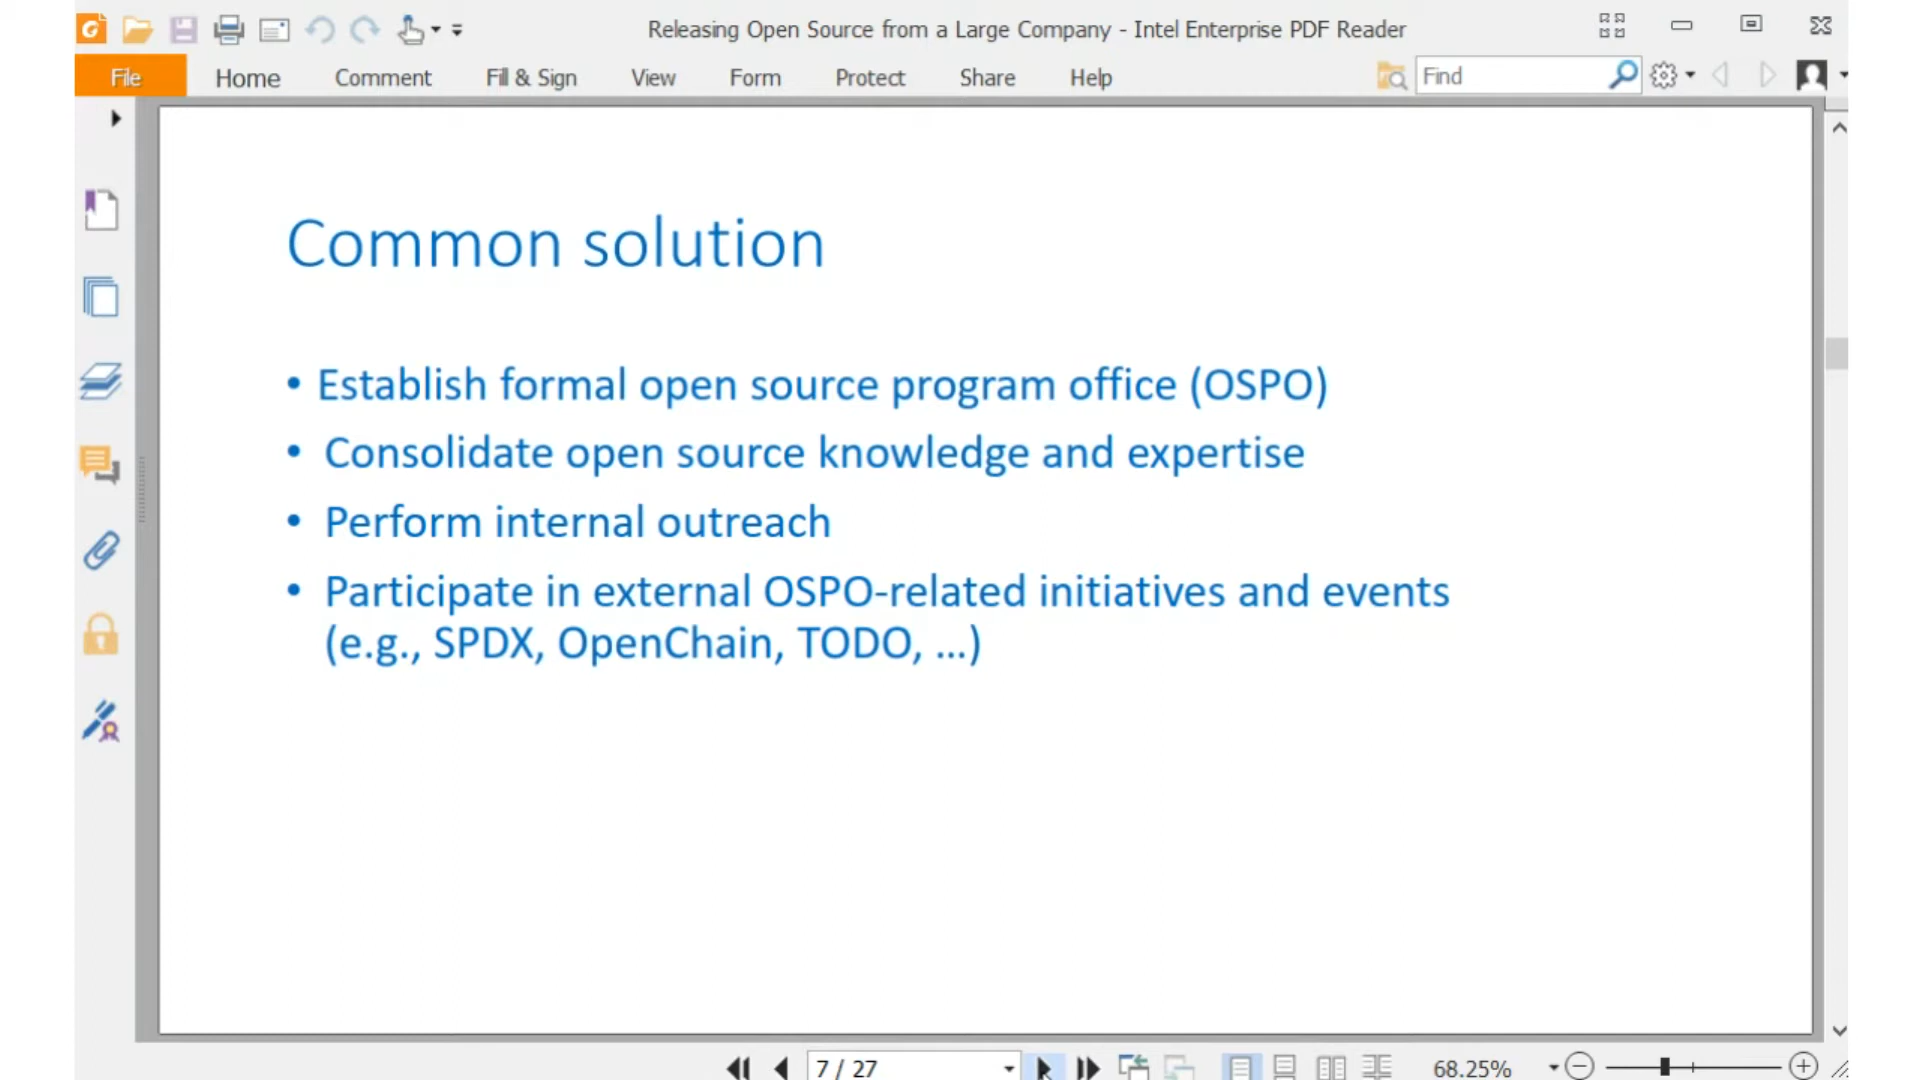 Releasing Open Source from a Large Company - Intel Enterprise PDF Reader
File Home Comment Fill & Sign View Form Protect Share Help Find
Common solution
• Establish formal open source program office (OSPO)
• Consolidate open source knowledge and expertise
• Perform internal outreach
• Participate in external OSPO-related initiatives and events
(e.g., SPDX, OpenChain, TODO, ...)
7 / 27 68.25%